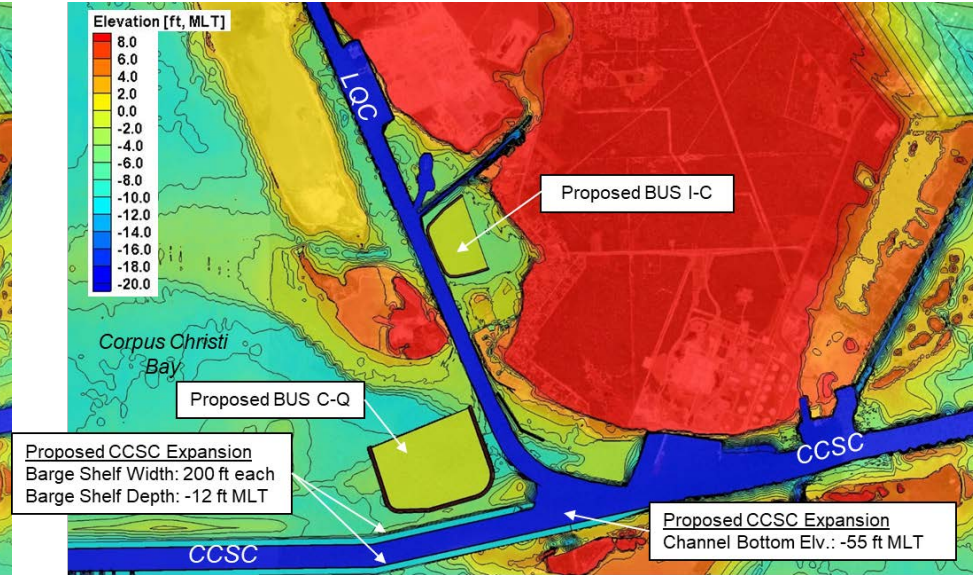 Elevation [ft, MLT]
8.0
6.0
4.0
2.0
0.0
-2.0
-4.0
-6.0
-8.0
-10.0
-12.0
-14.0
-16.0
-18.0
-20.0
LQC
Proposed BUS I-C
Corpus Ohristi
Bay
Proposed BUS C-Q
Proposed CCSC Expansion
Barge Shelf Width: 200 ft each
Barge Shelf Depth: -12 ft MLT
CCSC
CCSC
Proposed CCSC Expansion
Channel Bottom Elv.: -55 ft MLT